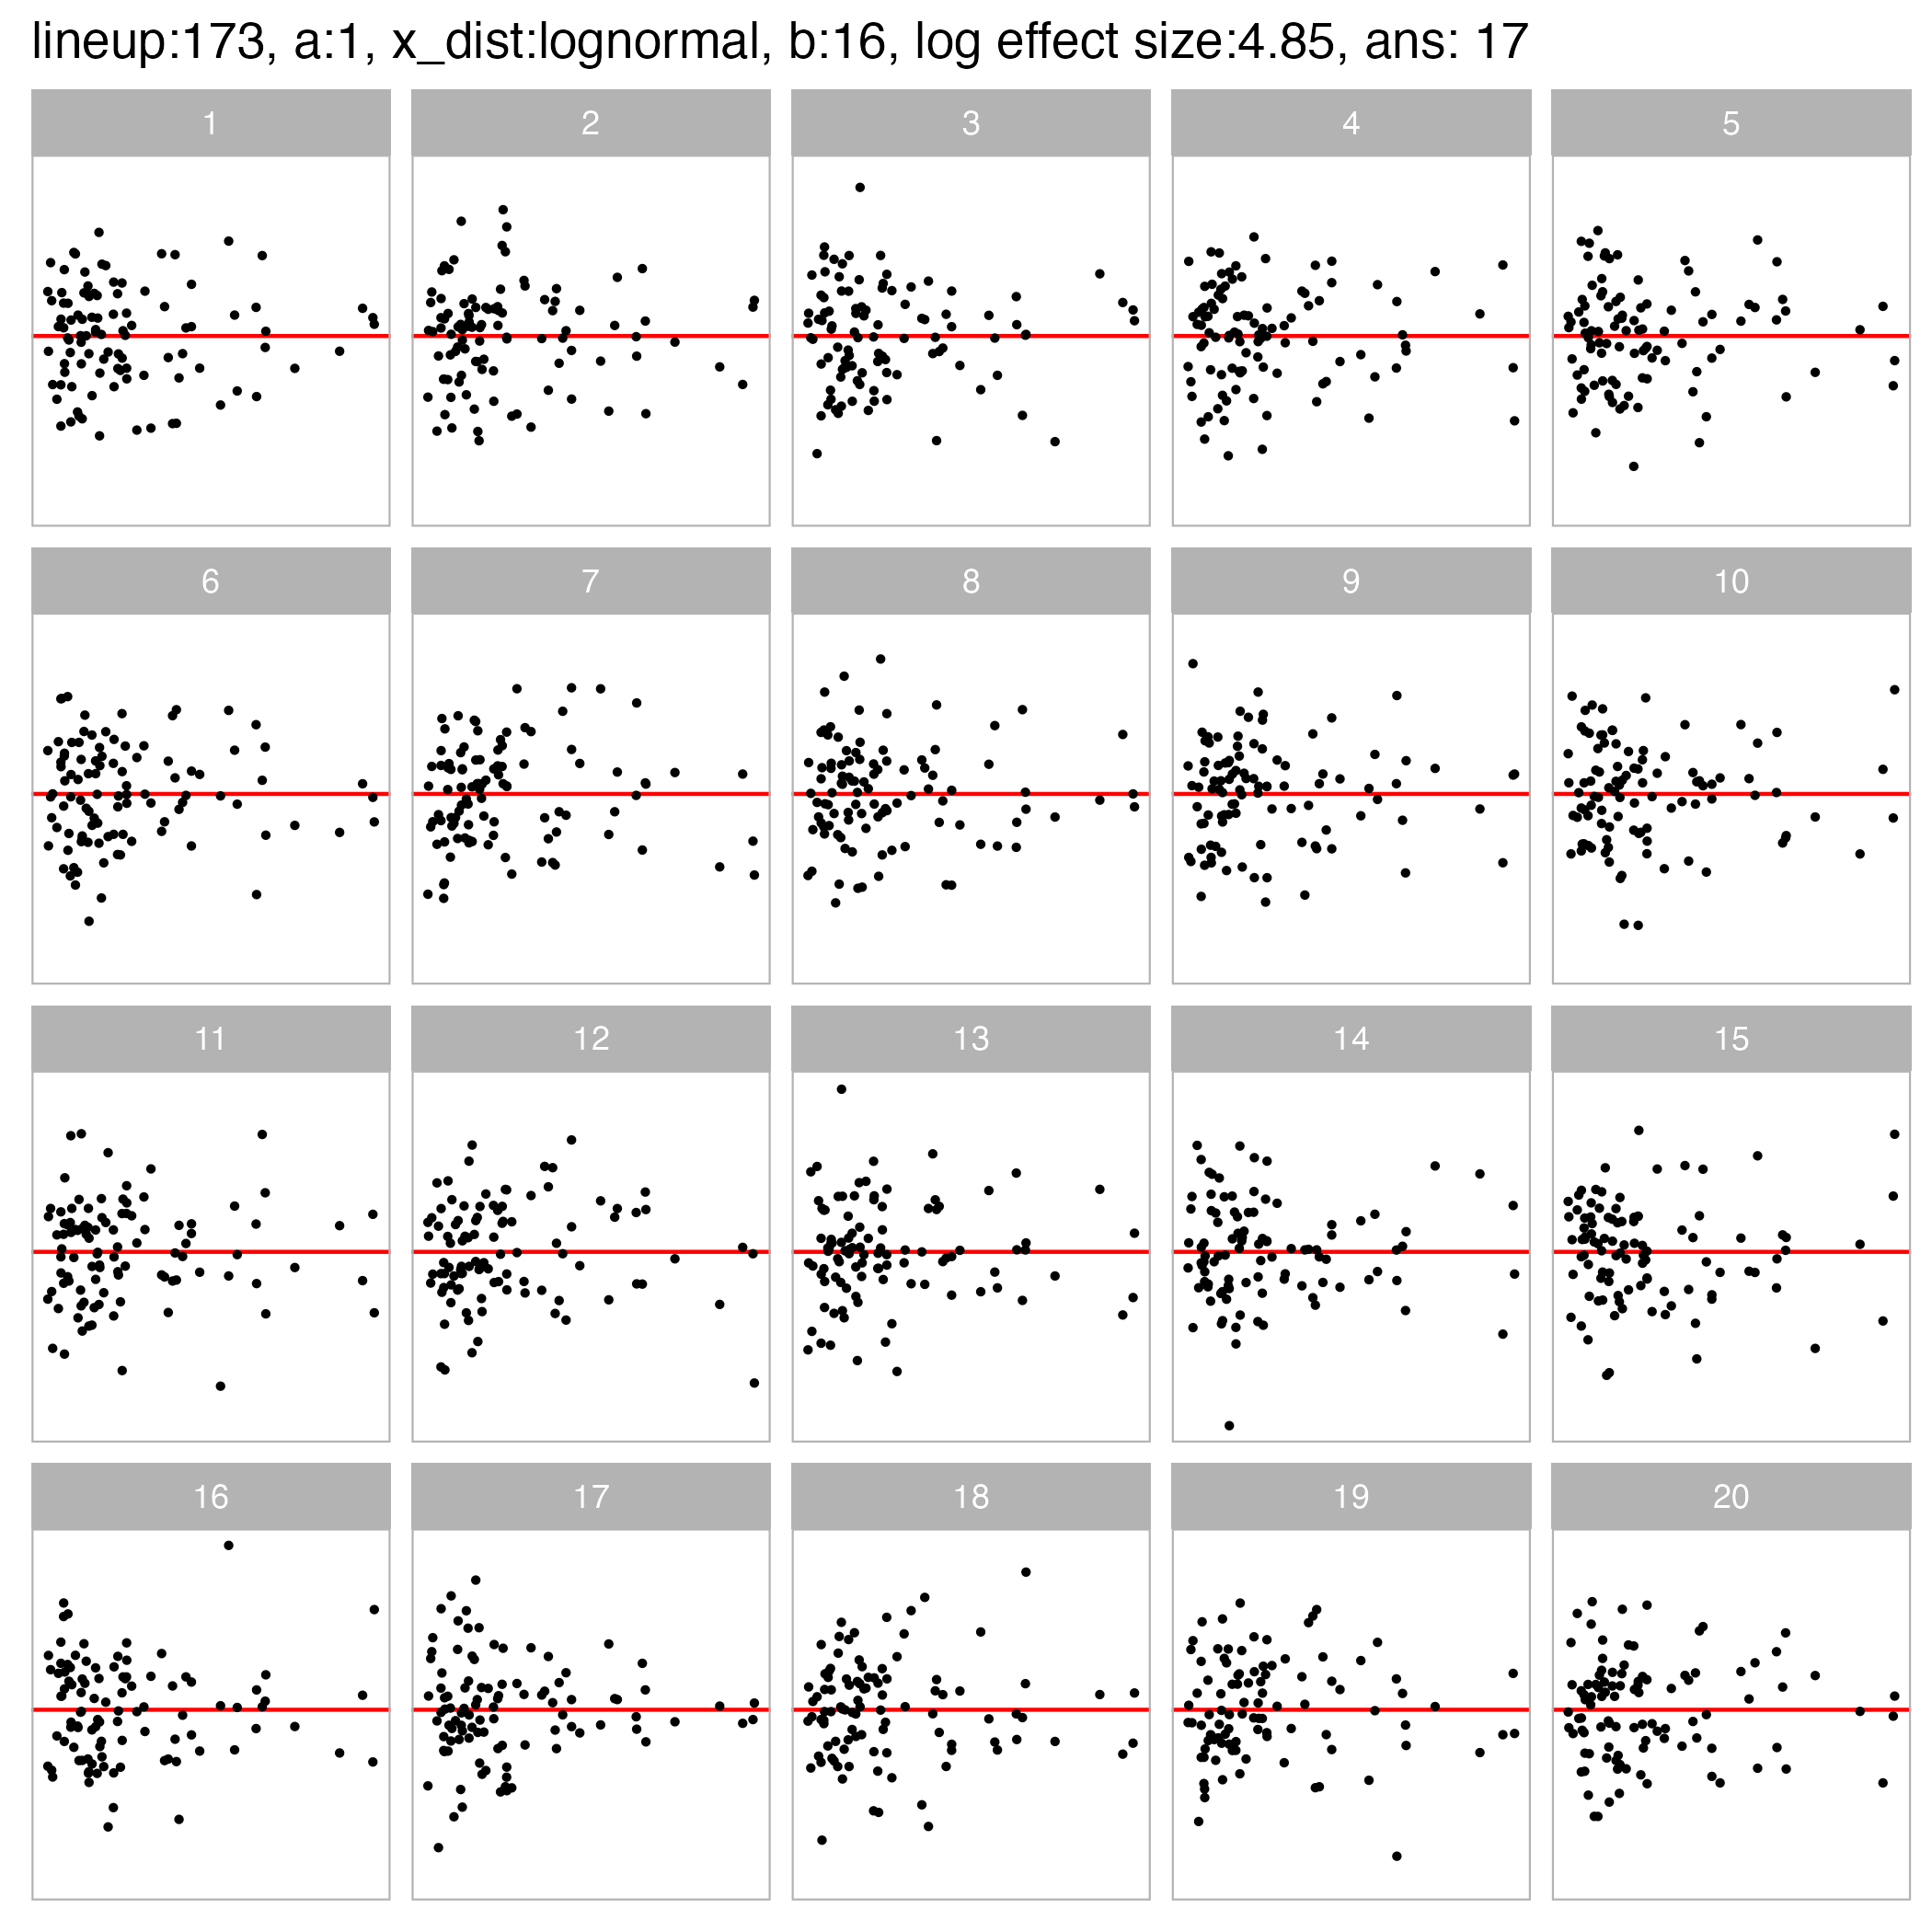 lineup:173, a:1, x_dist:lognormal, b:16, log effect size:4.85, ans: 17
1 2 3 4 5
6 7 8 9 10
11 12 13 14 15
16 17 18 19 20